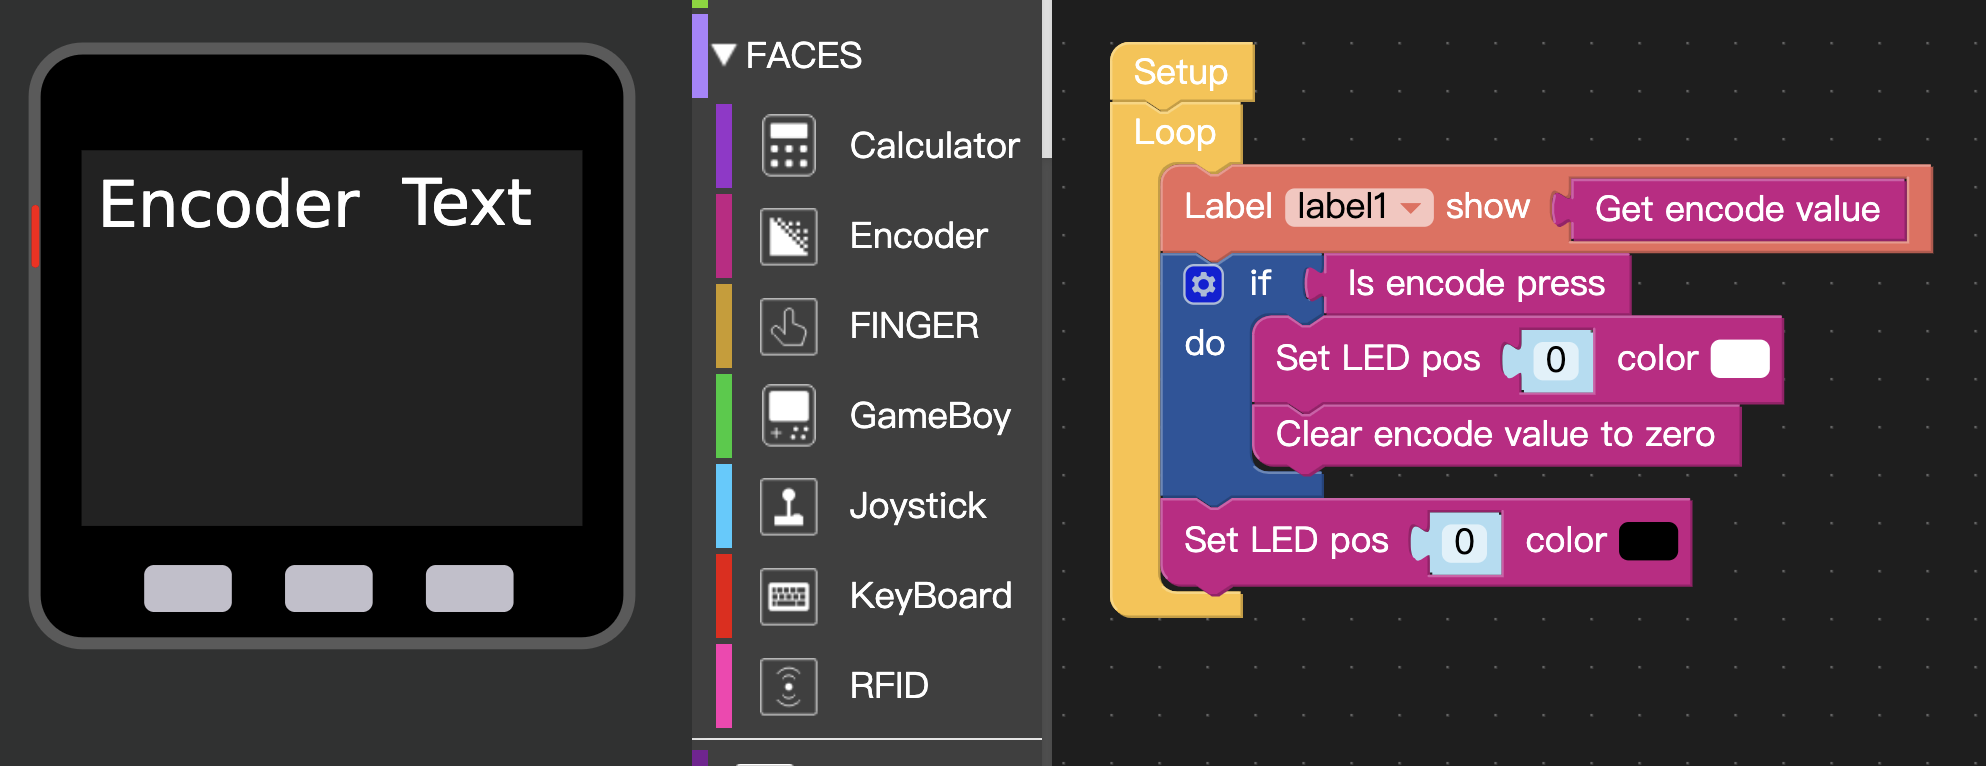 Encoder Text
FACES
Calculator
Encoder
FINGER
GameBoy
Joystick
KeyBoard
RFID
Setup
Loop
Label label1 show Get encode value
if Is encode press
do Set LED pos 0 color
Clear encode value to zero
Set LED pos 0 color